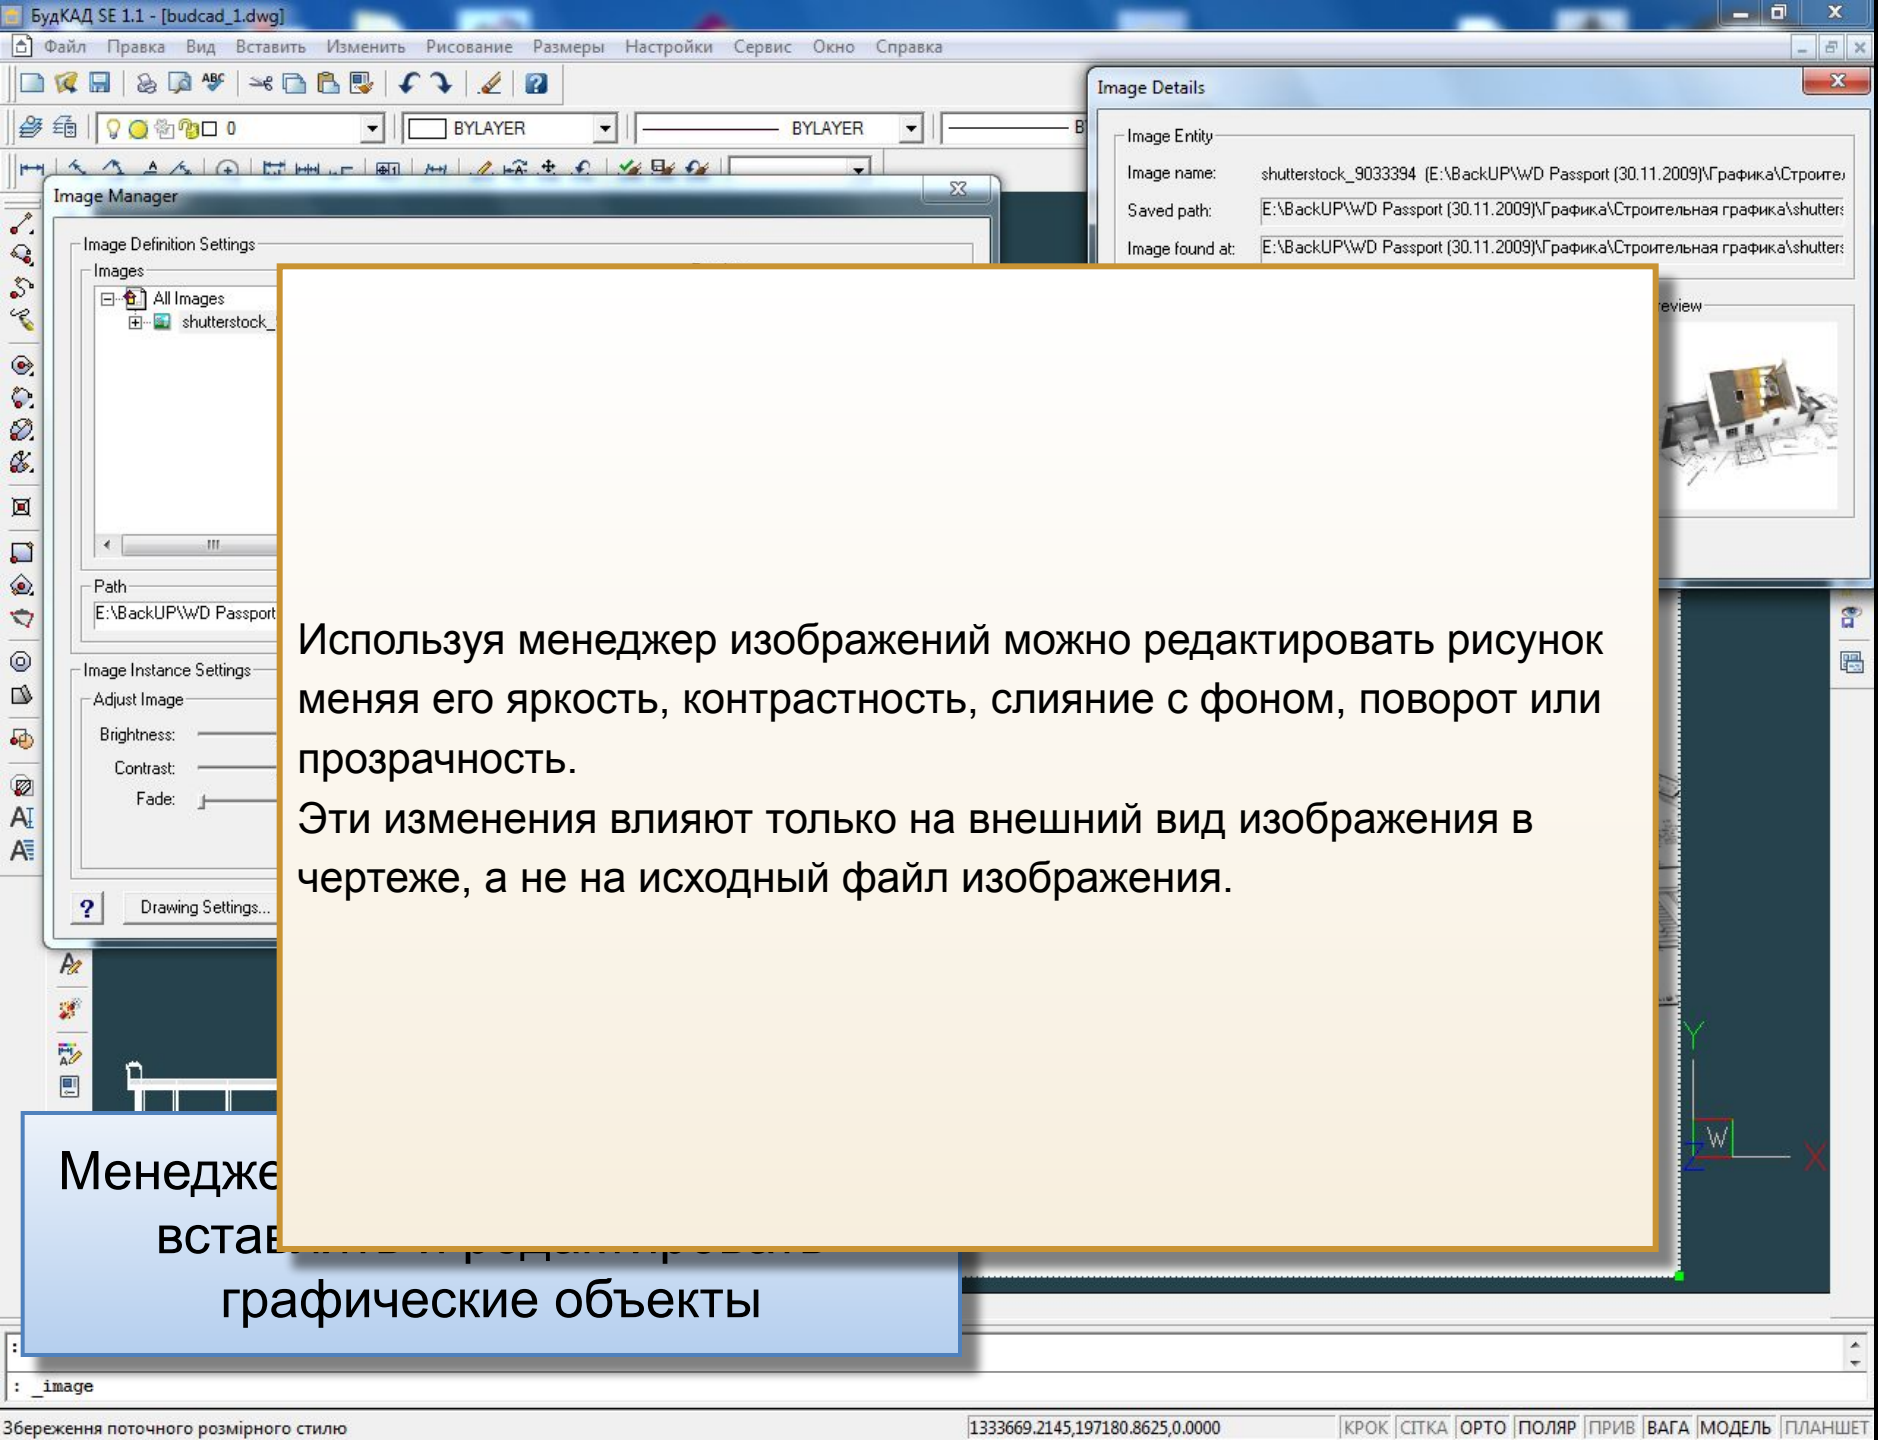 БудКАД SE 1.1 - [budcad_1.dwg]
Файл Правка Вид Вставить Изменить Рисование Размеры Настройки Сервис Окно Справка
ABC
0
BYLAYER
BYLAYER
Image Details
Image Entity
Image name: shutterstock_9033394 (E:\BackUP\WD Passport (30.11.2009)\Графика\Строите
Saved path: E:\BackUP\WD Passport (30.11.2009)\Графика\Строительная графика\shutters
Image found at: E:\BackUP\WD Passport (30.11.2009)\Графика\Строительная графика\shutters
Image Manager
Image Definition Settings
Images
All Images
shutterstock_
Path
E:\BackUP\WD Passport
Image Instance Settings
Adjust Image
Brightness:
Contrast:
Fade:
? Drawing Settings...
Используя менеджер изображений можно редактировать рисунок
меняя его яркость, контрастность, слияние с фоном, поворот или
прозрачность.
Эти изменения влияют только на внешний вид изображения в
чертеже, а не на исходный файл изображения.
Y
W
Z X
графические объекты
: _image
Збереження поточного розмірного стилю
1333669.2145,197180.8625,0.0000
КРОК СІТКА ОРТО ПОЛЯР ПРИВ ВАГА МОДЕЛЬ ПЛАНШЕТ